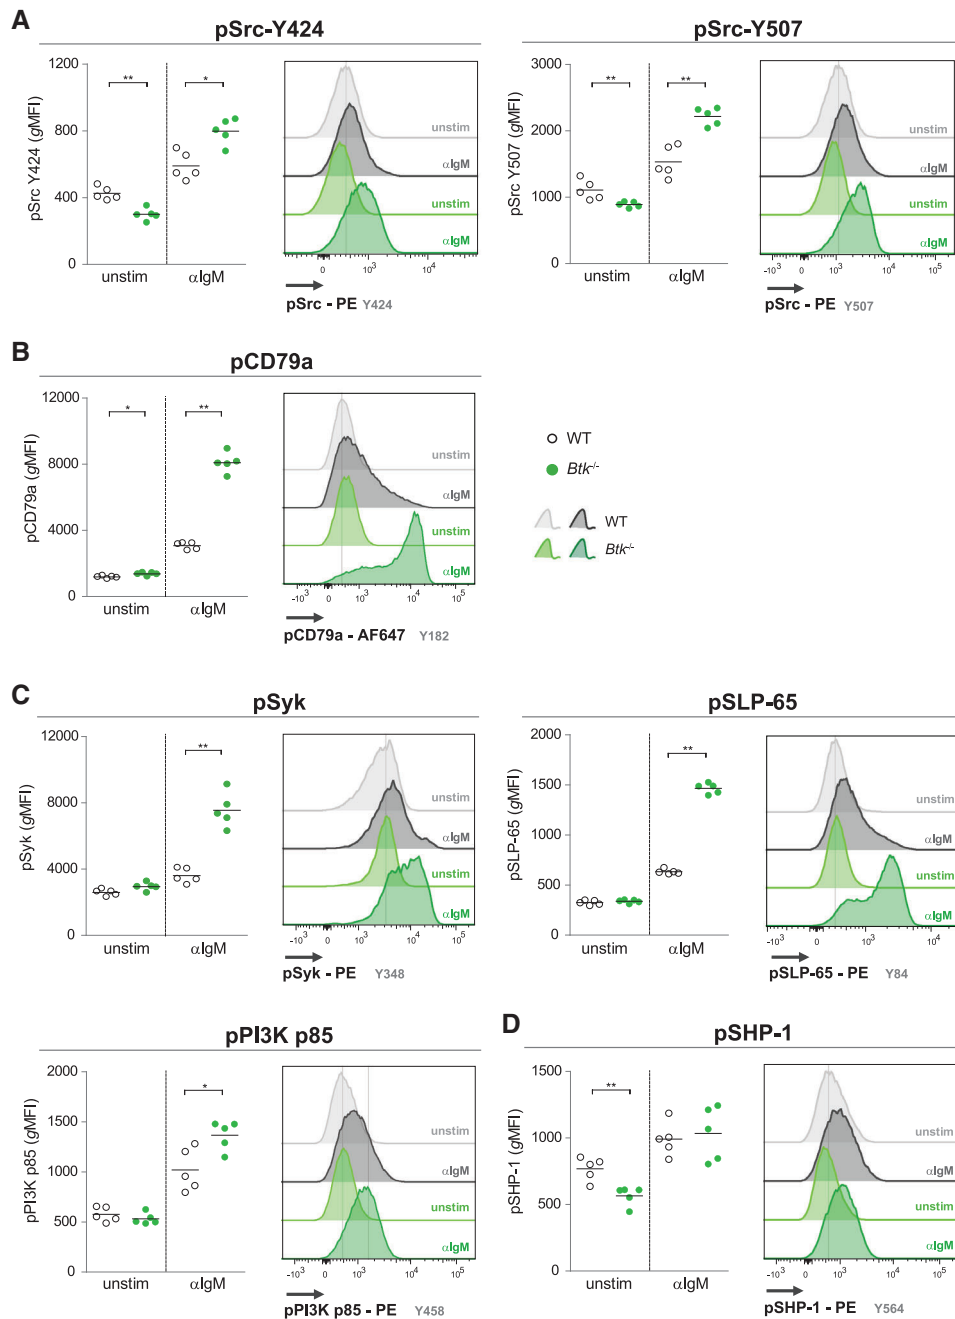 A
pSrc-Y424
pSrc-Y507
pSrc Y424 (gMFI)
1200
800
400
0
**
*
unstim
αIgM
unstim
αIgM
unstim
αIgM
0
10³
10⁴
pSrc - PE Y424
pSrc Y507 (gMFI)
3000
2000
1000
0
**
**
unstim
αIgM
unstim
αIgM
unstim
αIgM
-10³
0
10³
10⁴
10⁵
pSrc - PE Y507
B
pCD79a
pCD79a (gMFI)
12000
8000
4000
0
*
**
unstim
αIgM
unstim
αIgM
unstim
αIgM
-10³
0
10³
10⁴
10⁵
pCD79a - AF647 Y182
WT
Btk⁻/⁻
WT
Btk⁻/⁻
C
pSyk
pSLP-65
pSyk (gMFI)
12000
8000
4000
0
**
unstim
αIgM
unstim
αIgM
unstim
αIgM
-10³
0
10³
10⁴
10⁵
pSyk - PE Y348
pSLP-65 (gMFI)
2000
1500
1000
500
0
**
unstim
αIgM
unstim
αIgM
unstim
αIgM
-10³
0
10³
10⁴
pSLP-65 - PE Y84
pPI3K p85
pPI3K p85 (gMFI)
2000
1500
1000
500
0
*
unstim
αIgM
unstim
αIgM
unstim
αIgM
-10³
0
10³
10⁴
10⁵
pPI3K p85 - PE Y458
D
pSHP-1
pSHP-1 (gMFI)
1500
1000
500
0
**
unstim
αIgM
unstim
αIgM
unstim
αIgM
-10³
0
10³
10⁴
10⁵
pSHP-1 - PE Y564